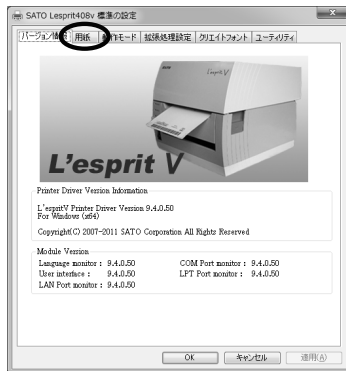 SATO Lesprit408v 標準の設定
バージョン情報 用紙 動作モード 拡張処理設定 クリエイトフォント ユーティリティ
L'esprit V
L'esprit V
Printer Driver Version Information
L'espritV Printer Driver Version 9.4.0.50
For Windows (x64)
Copyright(C) 2007-2011 SATO Corporation All Rights Reserved
Module Version
Language monitor : 9.4.0.50 COM Port monitor : 9.4.0.50
User interface : 9.4.0.50 LPT Port monitor : 9.4.0.50
LAN Port monitor : 9.4.0.50
OK キャンセル 適用(A)